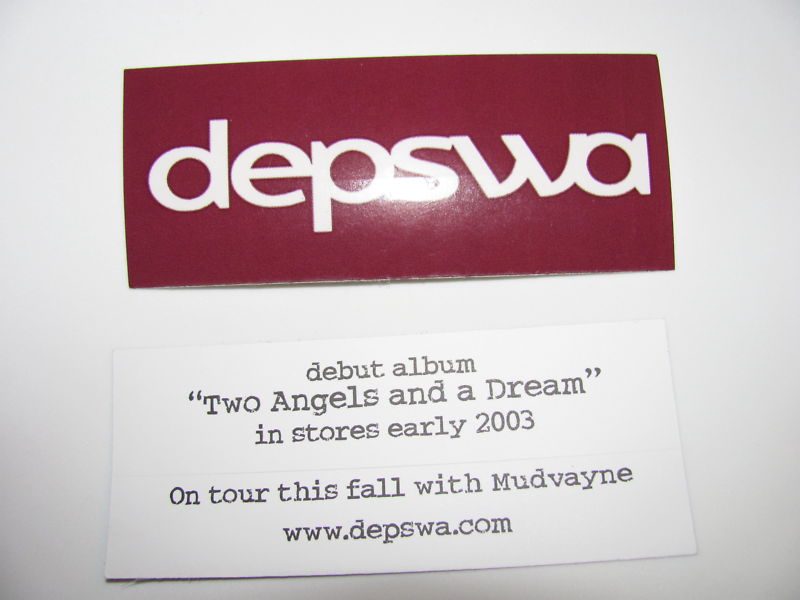 depswa
debut album
“Two Angels and a Dream”
in stores early 2003
On tour this fall with Mudvayne
www.depswa.com